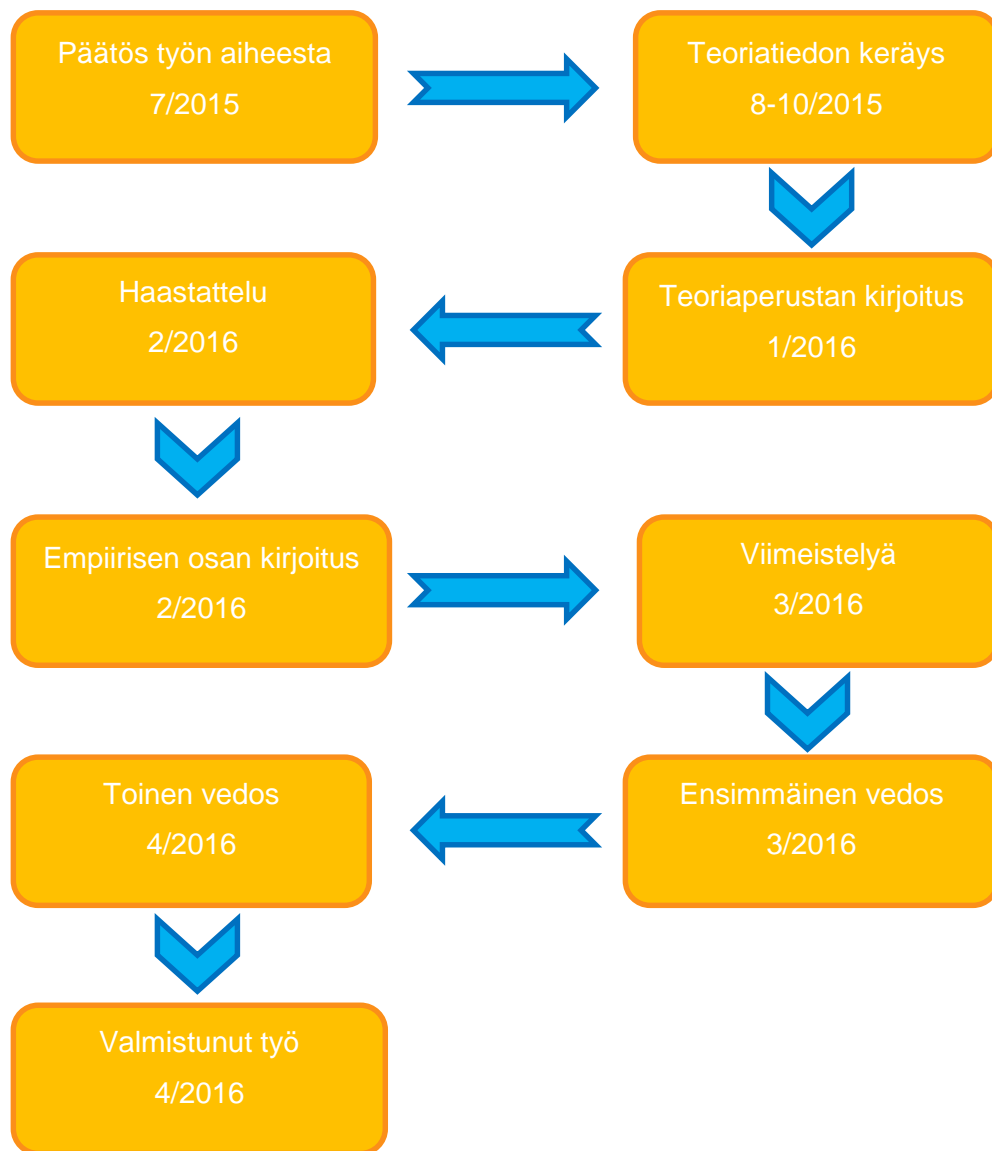 Päätös työn aiheesta
7/2015
Teoriatiedon keräys
8-10/2015
Teoriaperustan kirjoitus
1/2016
Haastattelu
2/2016
Empiirisen osan kirjoitus
2/2016
Viimeistelyä
3/2016
Ensimmäinen vedos
3/2016
Toinen vedos
4/2016
Valmistunut työ
4/2016